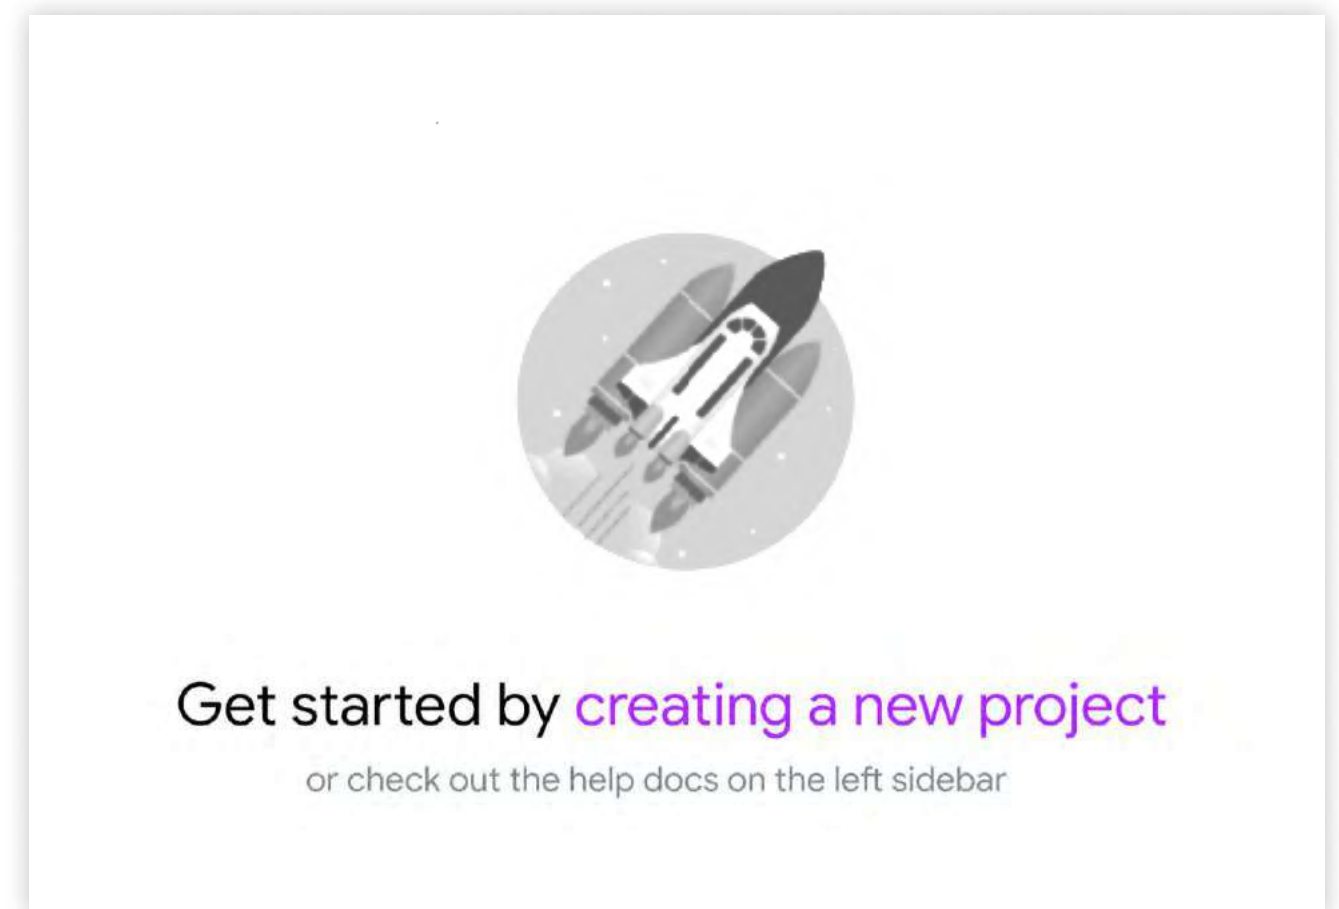 Get started by creating a new project
or check out the help docs on the left sidebar